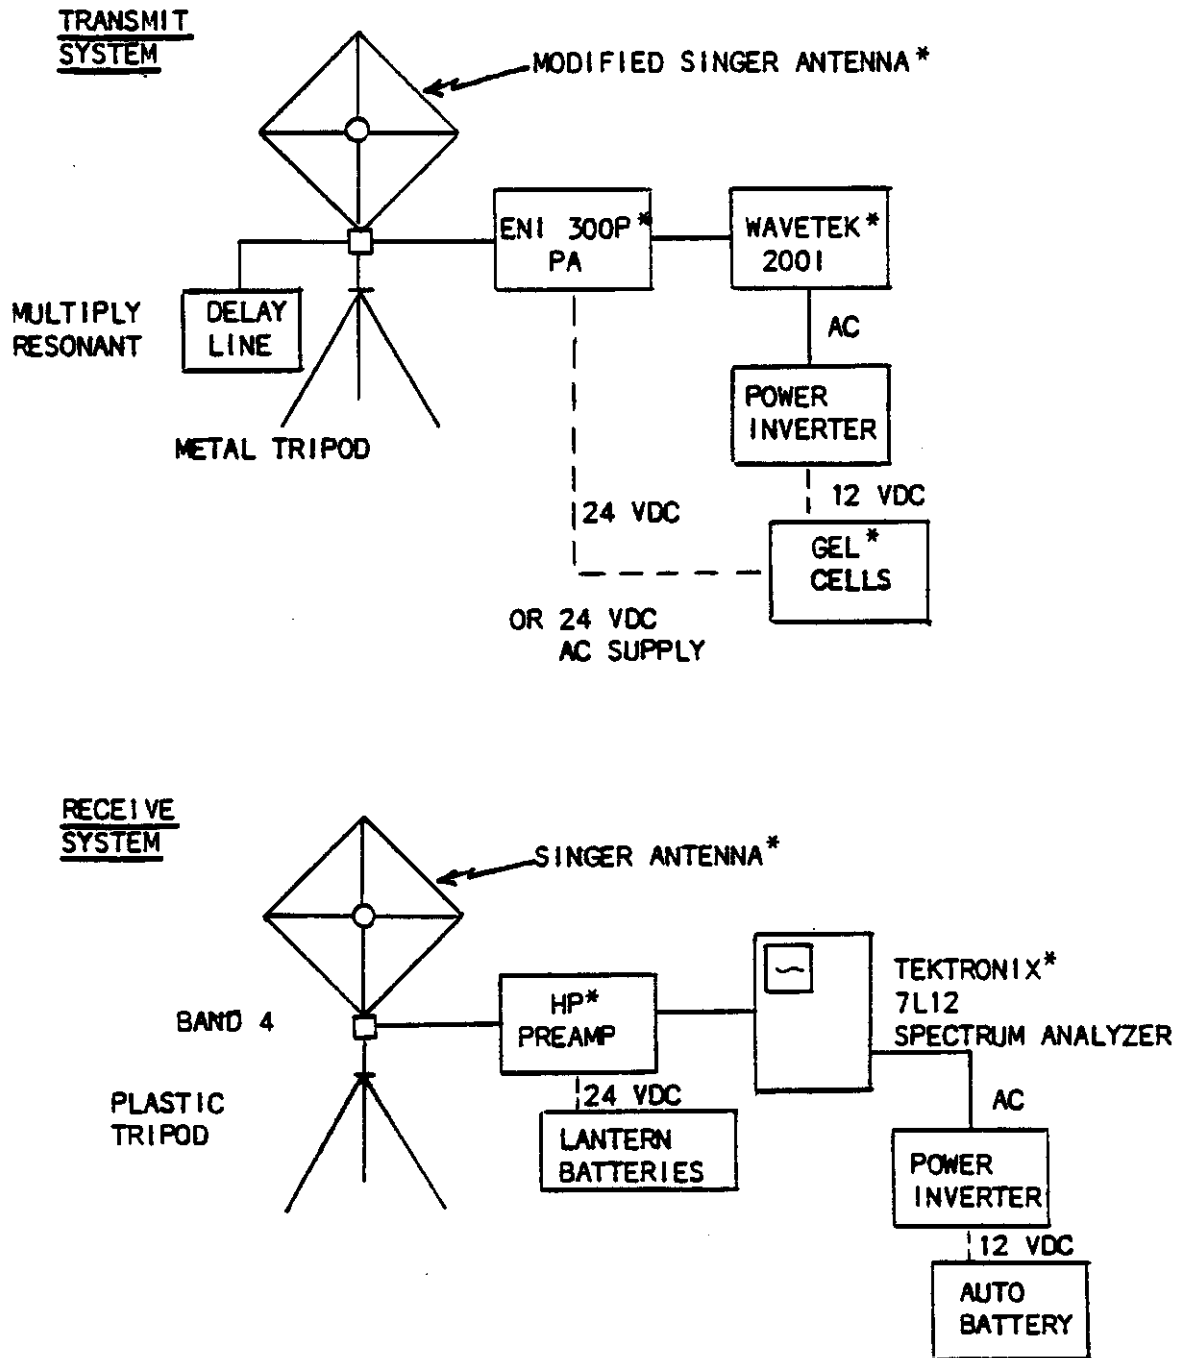 TRANSMIT
SYSTEM
MODIFIED SINGER ANTENNA*
ENI 300P*
PA
WAVETEK*
2001
MULTIPLY
RESONANT
DELAY
LINE
AC
POWER
INVERTER
METAL TRIPOD
12 VDC
24 VDC
GEL*
CELLS
OR 24 VDC
AC SUPPLY
RECEIVE
SYSTEM
SINGER ANTENNA*
BAND 4
HP*
PREAMP
TEKTRONIX*
7L12
SPECTRUM ANALYZER
PLASTIC
TRIPOD
24 VDC
LANTERN
BATTERIES
AC
POWER
INVERTER
12 VDC
AUTO
BATTERY